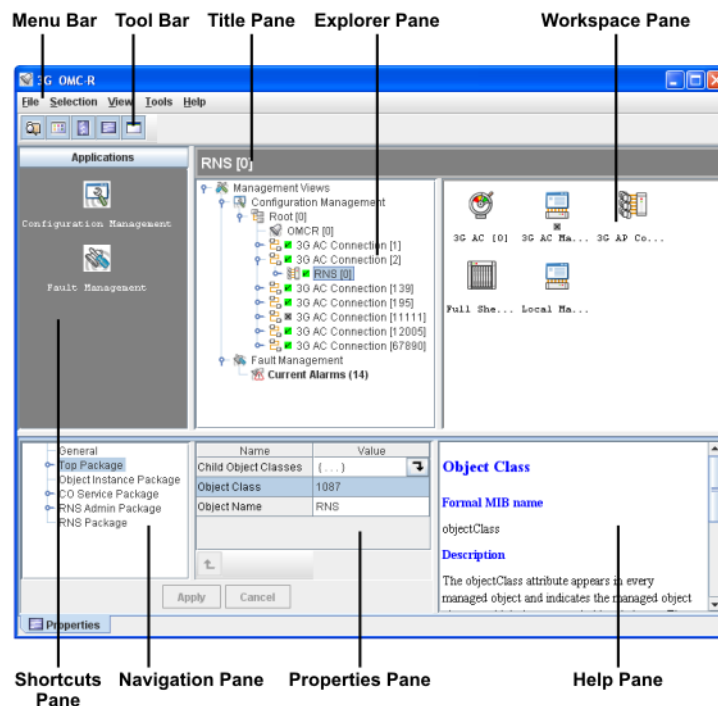 Menu Bar Tool Bar Title Pane Explorer Pane Workspace Pane
3G OMC-R
File Selection View Tools Help
Applications
Configuration Management
Fault Management
RNS [0]
Management Views
Configuration Management
Root [0]
OMCR [0]
3G AC Connection [1]
3G AC Connection [2]
RNS [0]
3G AC Connection [139]
3G AC Connection [195]
3G AC Connection [11111]
3G AC Connection [12005]
3G AC Connection [67890]
Fault Management
Current Alarms (14)
3G AC [0] 3G AC Ma... 3G AP Co...
Full She... Local Ma...
General
Top Package
Object Instance Package
CO Service Package
RNS Admin Package
RNS Package
Name Value
Child Object Classes (...)
Object Class 1087
Object Name RNS
Apply Cancel
Object Class
Formal MIB name
objectClass
Description
The objectClass attribute appears in every
managed object and indicates the managed object
Properties
Shortcuts Pane Navigation Pane Properties Pane Help Pane